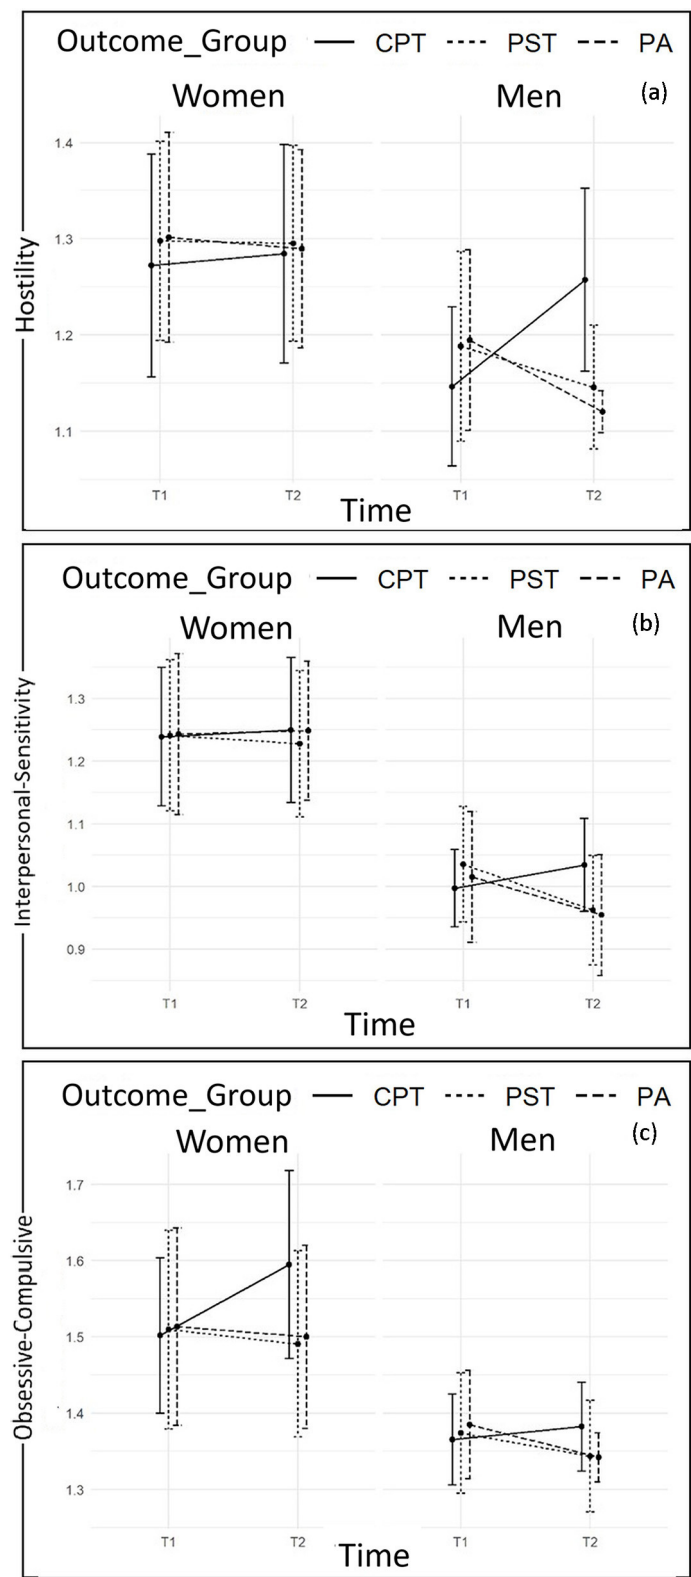 Outcome_Group CPT PST PA
Women Men (a)
Hostility
1.4
1.3
1.2
1.1
T1 T2 T1 T2
Time
Outcome_Group CPT PST PA
Women Men (b)
Interpersonal-Sensitivity
1.3
1.2
1.1
1.0
0.9
T1 T2 T1 T2
Time
Outcome_Group CPT PST PA
Women Men (c)
Obsessive-Compulsive
1.7
1.6
1.5
1.4
1.3
T1 T2 T1 T2
Time